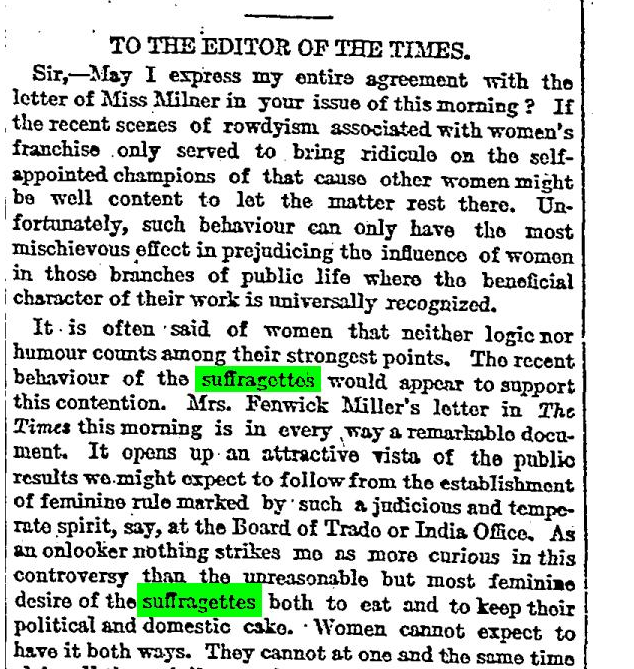 TO THE EDITOR OF THE TIMES.
Sir,—May I express my entire agreement with the
letter of Miss Milner in your issue of this morning? If
the recent scenes of rowdyism associated with women's
franchise only served to bring ridicule on the self-
appointed champions of that cause other women might
be well content to let the matter rest there. Un-
fortunately, such behaviour can only have the most
mischievous effect in prejudicing the influence of women
in those branches of public life where the beneficial
character of their work is universally recognized.
It is often said of women that neither logic nor
humour counts among their strongest points. The recent
behaviour of the suffragettes would appear to support
this contention. Mrs. Fenwick Miller's letter in The
Times this morning is in every way a remarkable docu-
ment. It opens up an attractive vista of the public
results we might expect to follow from the establishment
of feminine rule marked by such a judicious and tempe-
rate spirit, say, at the Board of Trade or India Office. As
an onlooker nothing strikes me as more curious in this
controversy than the unreasonable but most feminine
desire of the suffragettes both to eat and to keep their
political and domestic cake. Women cannot expect to
have it both ways. They cannot at one and the same time